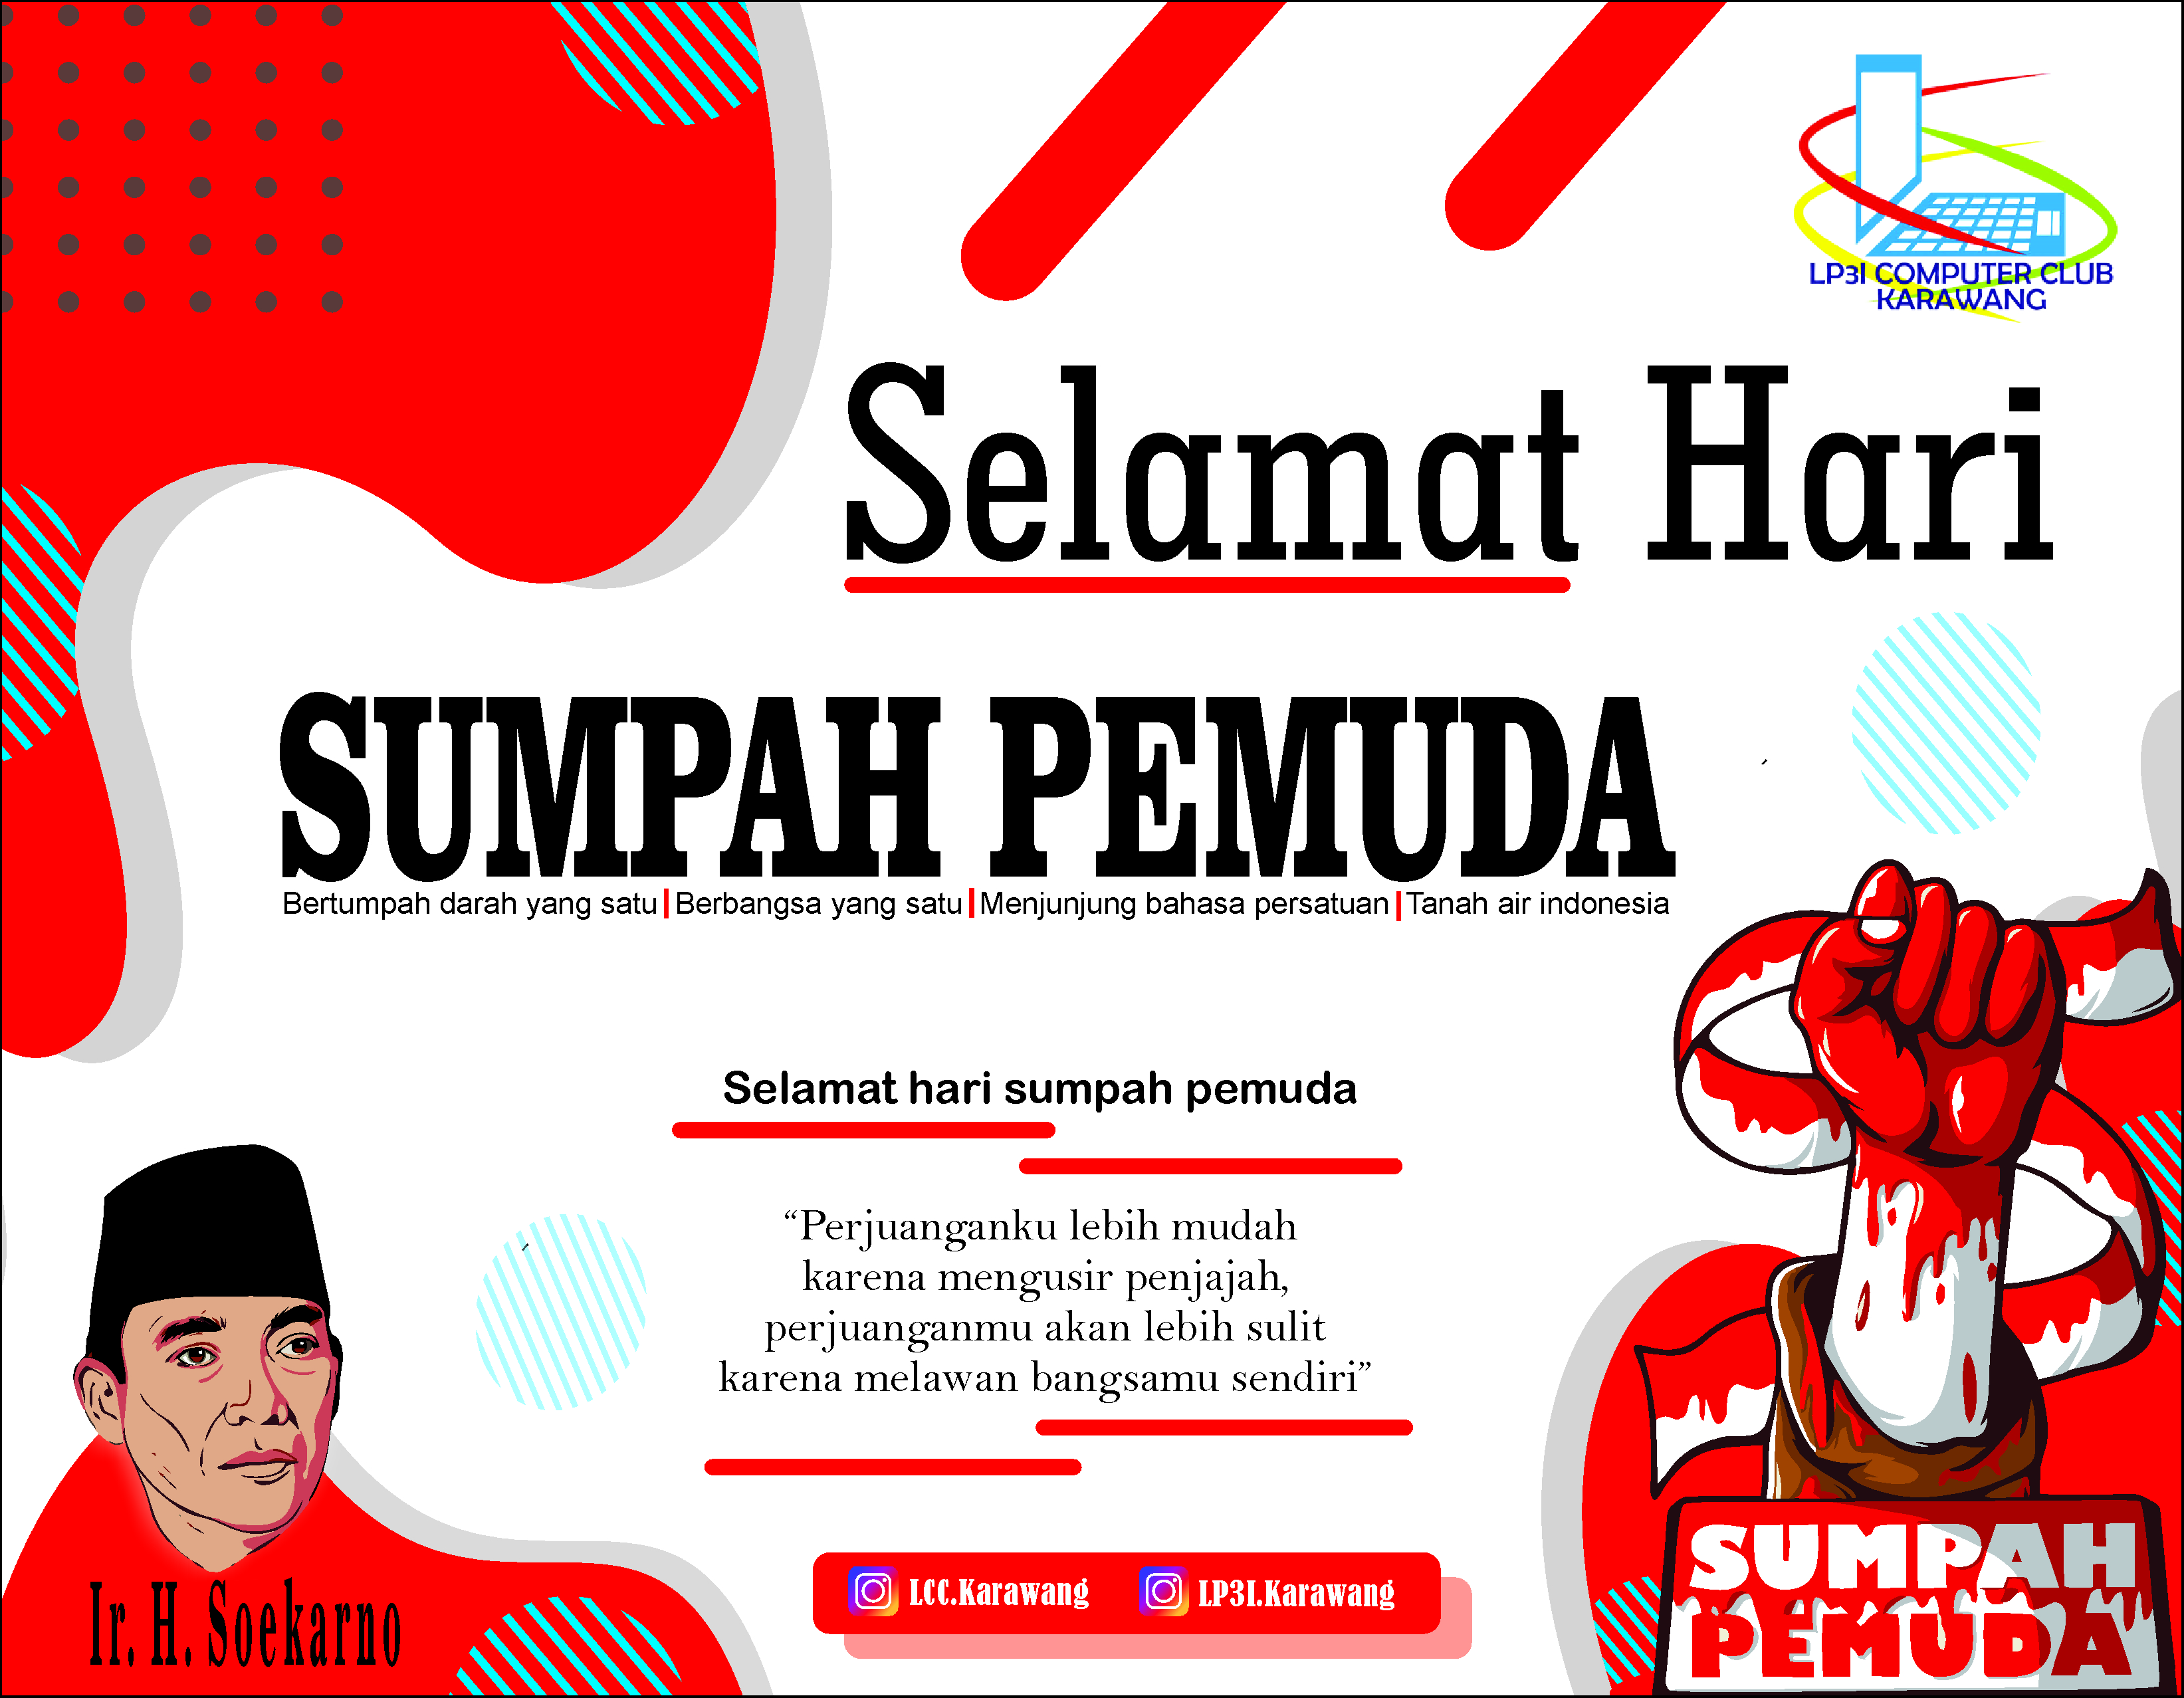 LP3I COMPUTER CLUB
KARAWANG
Selamat Hari
SUMPAH PEMUDA
Bertumpah darah yang satu|Berbangsa yang satu|Menjunjung bahasa persatuan|Tanah air indonesia
Selamat hari sumpah pemuda
“Perjuanganku lebih mudah
karena mengusir penjajah,
perjuanganmu akan lebih sulit
karena melawan bangsamu sendiri”
Ir. H. Soekarno
LCC.Karawang LP3I.Karawang
SUMPAH
PEMUDA